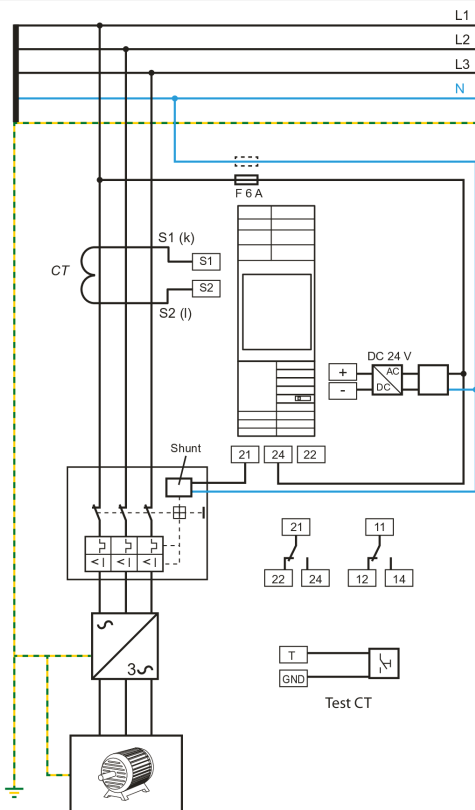 L1
L2
L3
N
F 6 A
S1 (k)
S1
CT
S2
S2 (l)
DC 24 V
+
AC
-
DC
Shunt
21
24
22
21
11
22
24
12
14
3
T
GND
Test CT